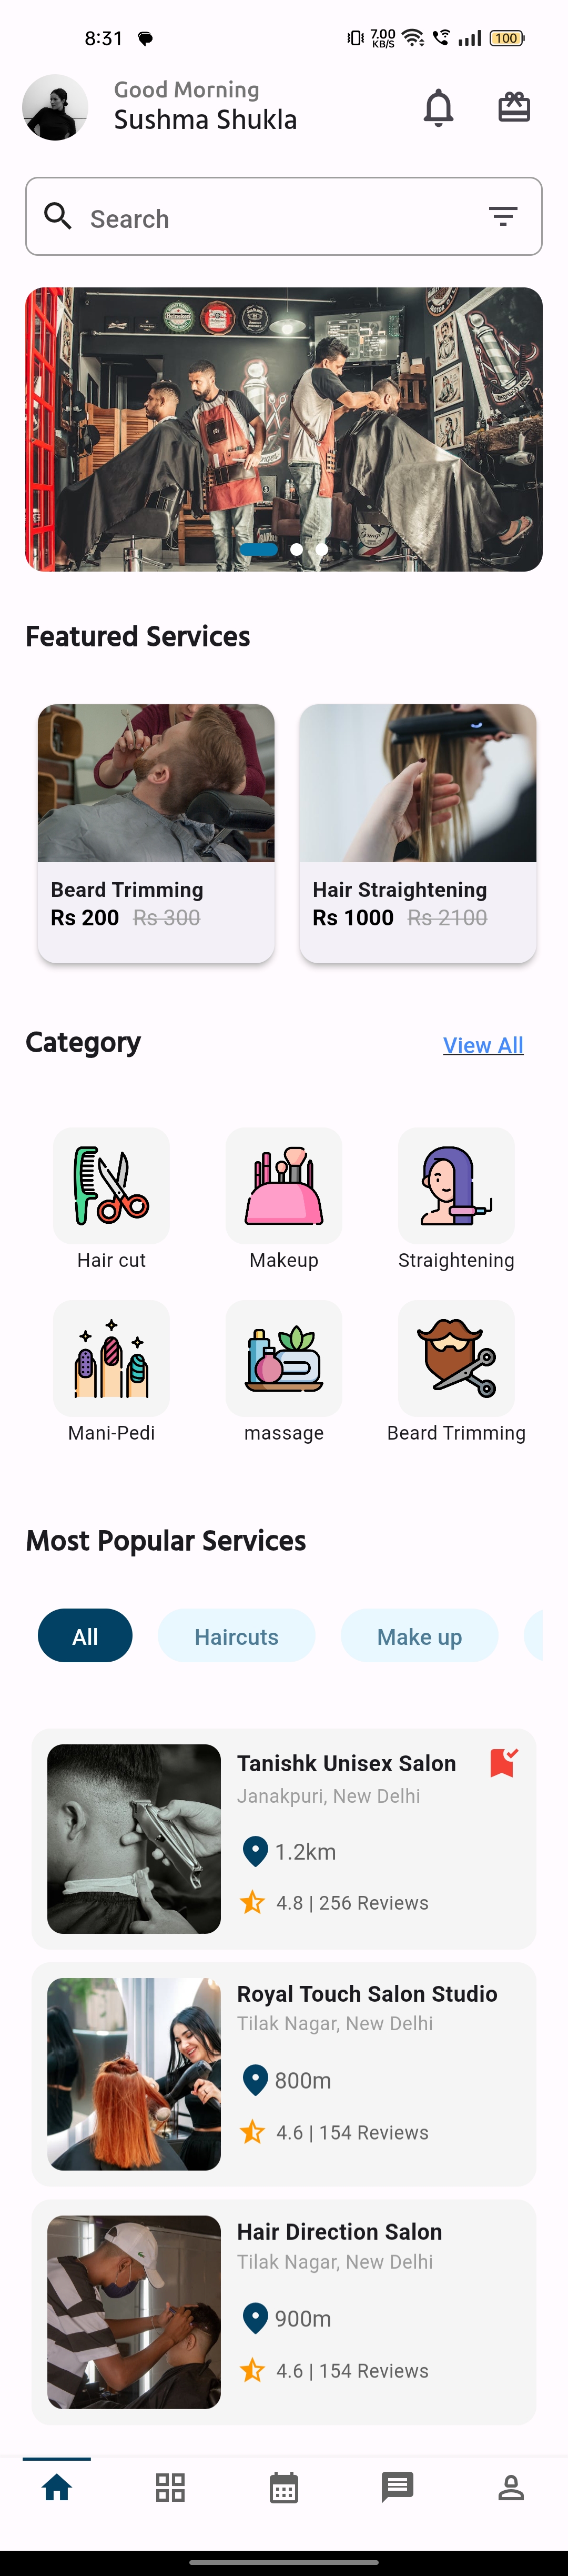 8:31
7.00
KB/S
100
Good Morning
Sushma Shukla
Search
Featured Services
Beard Trimming
Rs 200 Rs 300
Hair Straightening
Rs 1000 Rs 2100
Category
View All
Hair cut
Makeup
Straightening
Mani-Pedi
massage
Beard Trimming
Most Popular Services
All
Haircuts
Make up
Tanishk Unisex Salon
Janakpuri, New Delhi
1.2km
4.8 | 256 Reviews
Royal Touch Salon Studio
Tilak Nagar, New Delhi
800m
4.6 | 154 Reviews
Hair Direction Salon
Tilak Nagar, New Delhi
900m
4.6 | 154 Reviews